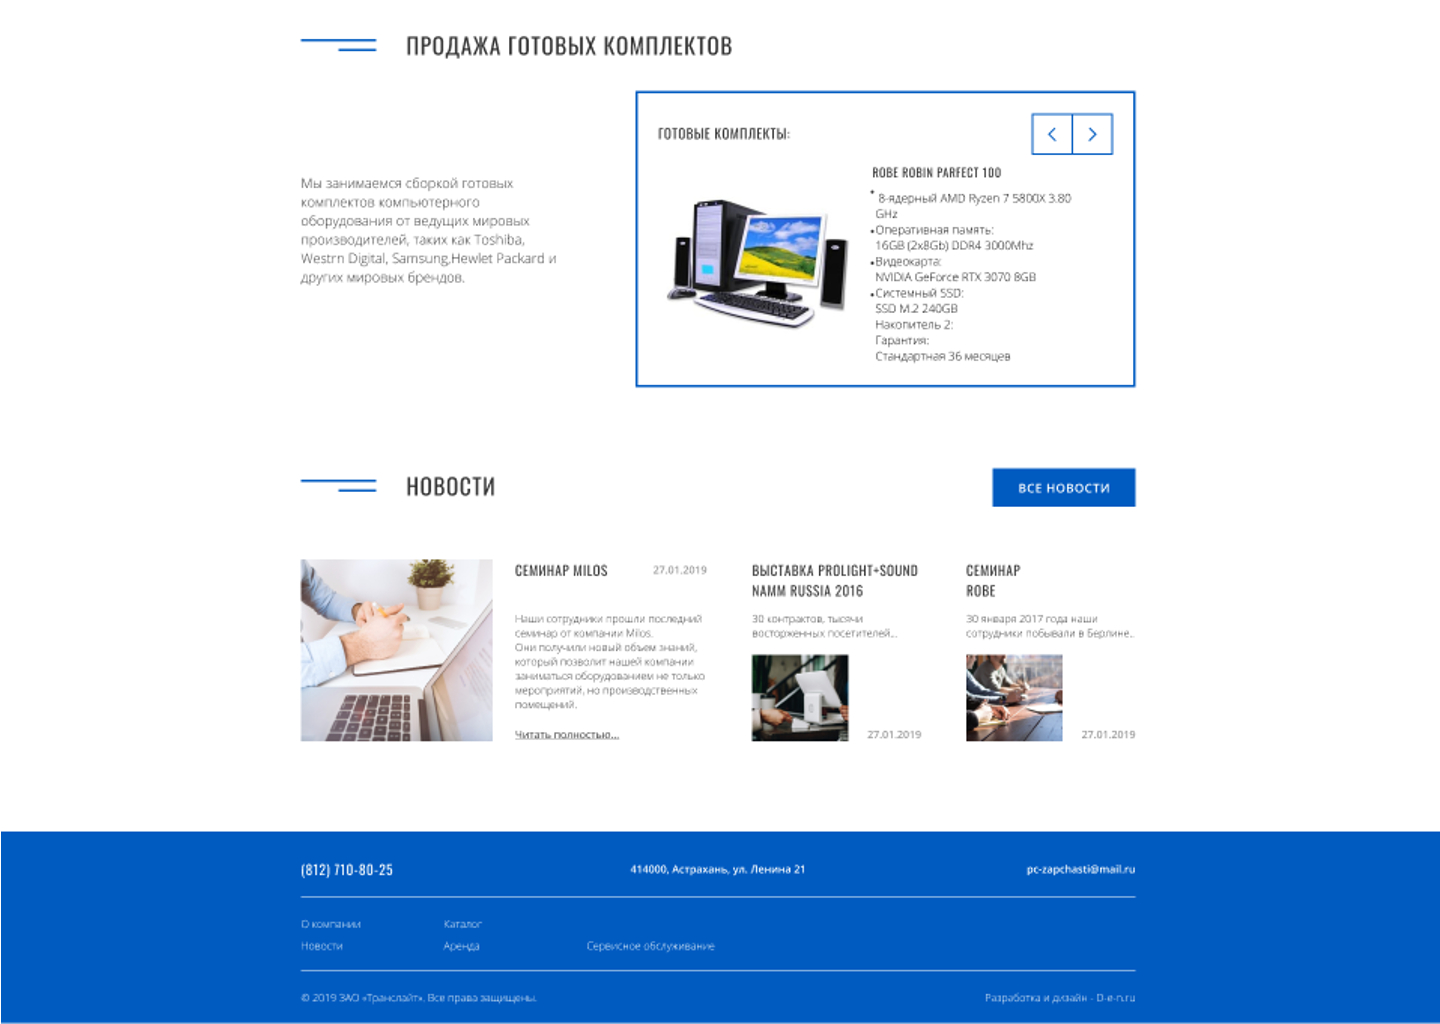 ПРОДАЖА ГОТОВЫХ КОМПЛЕКТОВ
Мы занимаемся сборкой готовых
комплектов компьютерного
оборудования от ведущих мировых
производителей, таких как Toshiba,
Westrn Digital, Samsung,Hewlet Packard и
других мировых брендов.
ГОТОВЫЕ КОМПЛЕКТЫ:
ROBE ROBIN PARFECT 100
• 8-ядерный AMD Ryzen 7 5800X 3.80
GHz
•Оперативная память:
16GB (2x8Gb) DDR4 3000Mhz
•Видеокарта:
NVIDIA GeForce RTX 3070 8GB
•Системный SSD:
SSD M.2 240GB
Накопитель 2:
Гарантия:
Стандартная 36 месяцев
НОВОСТИ
ВСЕ НОВОСТИ
СЕМИНАР MILOS
27.01.2019
Наши сотрудники прошли последний
семинар от компании Milos.
Они получили новый объем знаний,
который позволит нашей компании
заниматься оборудованием не только
мероприятий, но производственных
помещений.
Читать полностью...
ВЫСТАВКА PROLIGHT+SOUND
NAMM RUSSIA 2016
30 контрактов, тысячи
восторженных посетителей...
27.01.2019
СЕМИНАР
ROBE
30 января 2017 года наши
сотрудники побывали в Берлине..
27.01.2019
(812) 710-80-25
414000, Астрахань, ул. Ленина 21
pc-zapchasti@mail.ru
О компании
Каталог
Новости
Аренда
Сервисное обслуживание
© 2019 ЗАО «Транслайт». Все права защищены.
Разработка и дизайн - D-e-n.ru